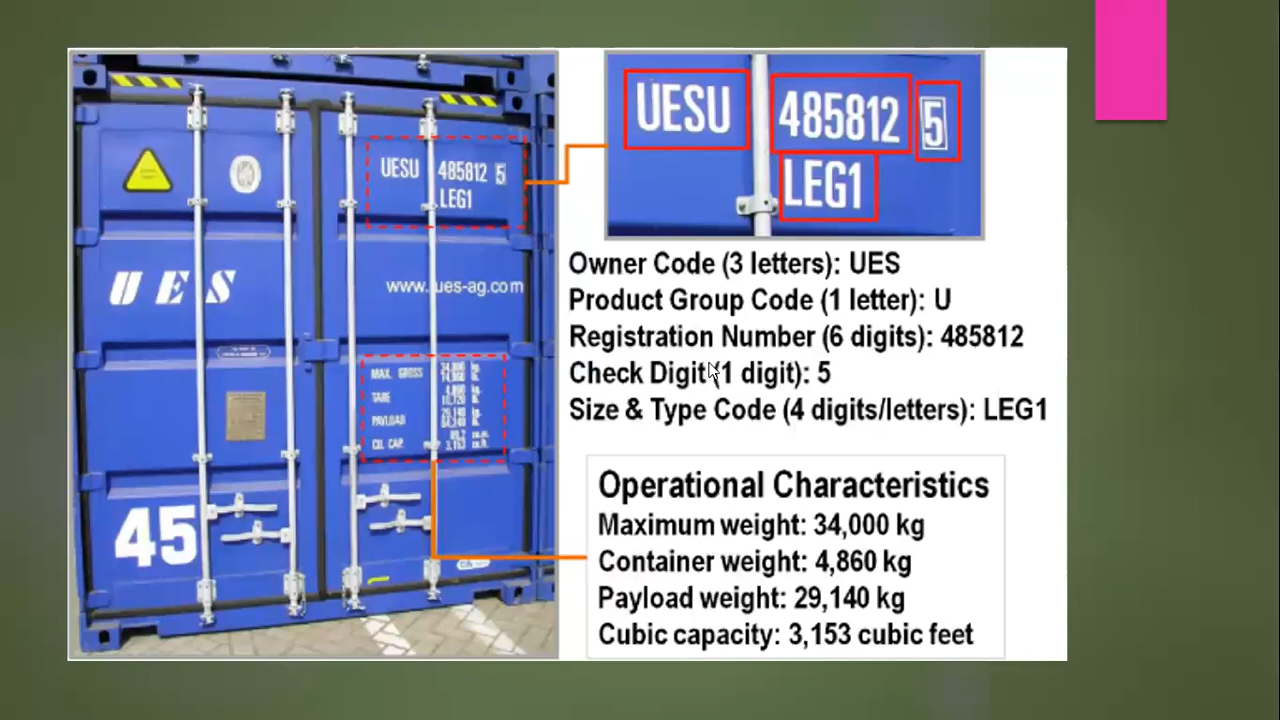 UESU 485812 5
LEG1
UES
www.ues-ag.com
MAX. GROSS
TARE
PAYLOAD
CU. CAP.
3,153
45
UESU 485812 5
LEG1
Owner Code (3 letters): UES
Product Group Code (1 letter): U
Registration Number (6 digits): 485812
Check Digit (1 digit): 5
Size & Type Code (4 digits/letters): LEG1
Operational Characteristics
Maximum weight: 34,000 kg
Container weight: 4,860 kg
Payload weight: 29,140 kg
Cubic capacity: 3,153 cubic feet